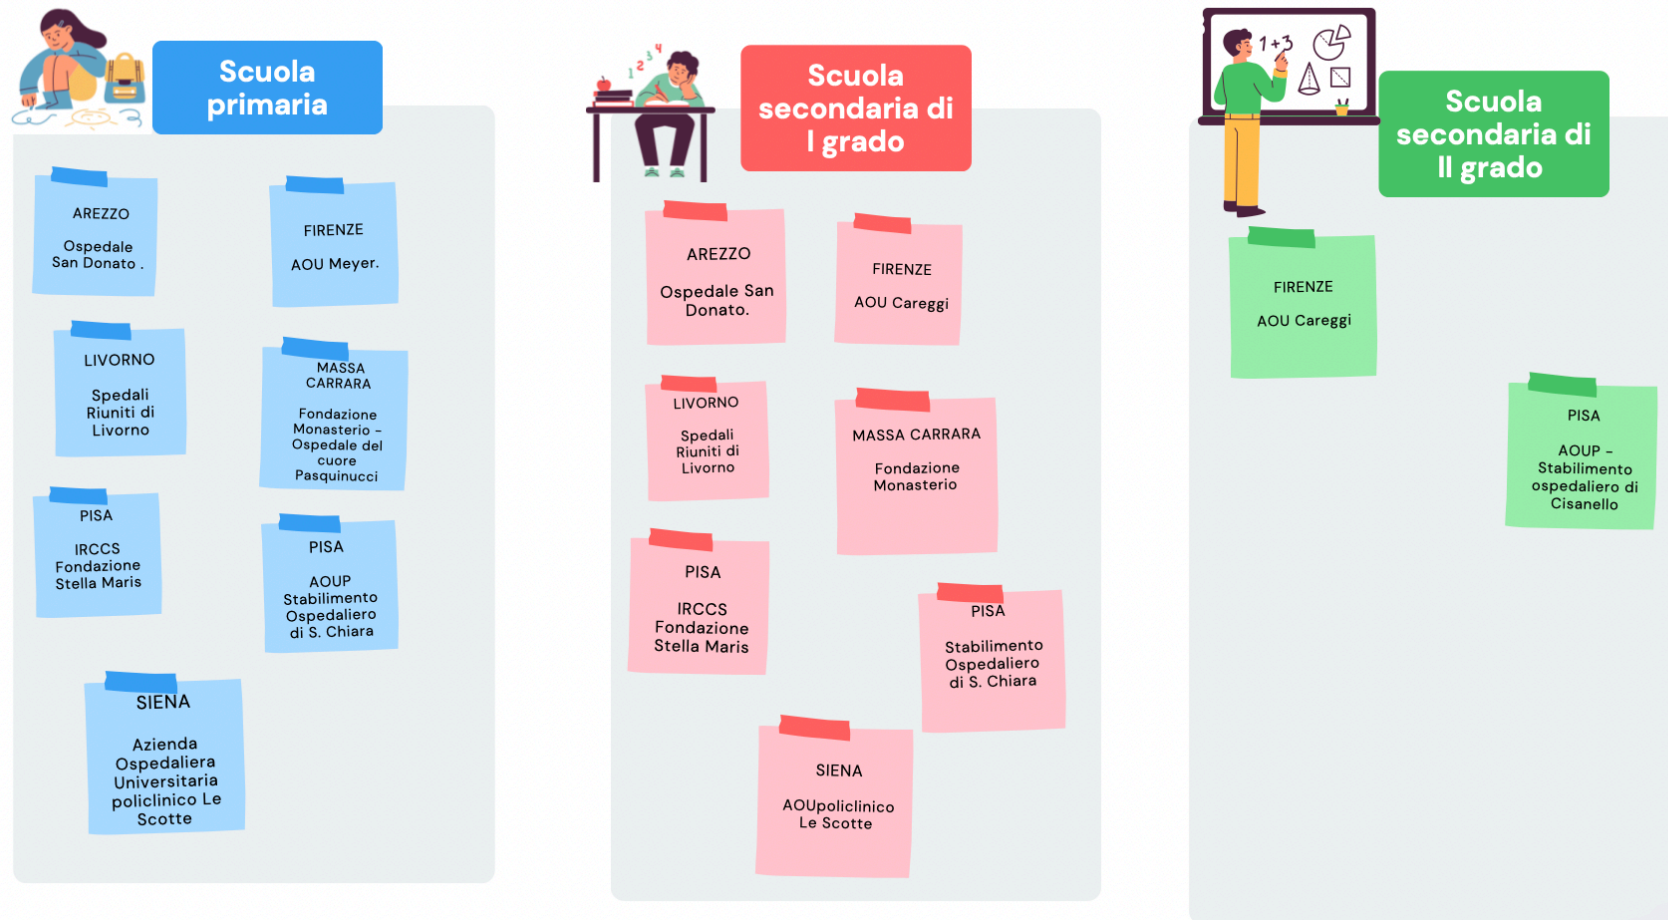 Scuola
primaria
AREZZO
Ospedale
San Donato .
FIRENZE
AOU Meyer.
LIVORNO
Spedali
Riuniti di
Livorno
MASSA
CARRARA
Fondazione
Monasterio -
Ospedale del
cuore
Pasquinucci
PISA
IRCCS
Fondazione
Stella Maris
PISA
AOUP
Stabilimento
Ospedaliero
di S. Chiara
SIENA
Azienda
Ospedaliera
Universitaria
policlinico Le
Scotte
1 2 3 4
Scuola
secondaria di
I grado
AREZZO
Ospedale San
Donato.
FIRENZE
AOU Careggi
LIVORNO
Spedali
Riuniti di
Livorno
MASSA CARRARA
Fondazione
Monasterio
PISA
IRCCS
Fondazione
Stella Maris
PISA
Stabilimento
Ospedaliero
di S. Chiara
SIENA
AOUpoliclinico
Le Scotte
1+3
Scuola
secondaria di
II grado
FIRENZE
AOU Careggi
PISA
AOUP -
Stabilimento
ospedaliero di
Cisanello